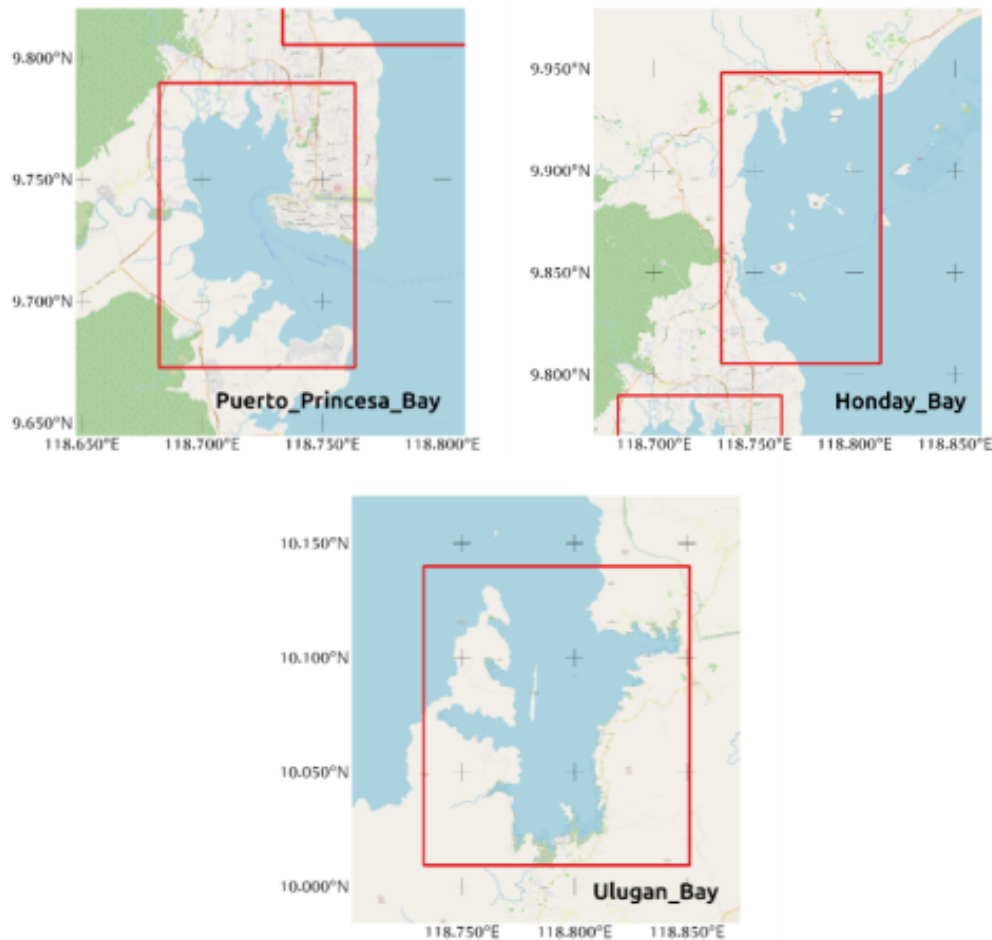 9.800°N
9.750°N
9.700°N
9.650°N
Puerto_Princesa_Bay
118.650°E 118.700°E 118.750°E 118.800°E
9.950°N
9.900°N
9.850°N
9.800°N
Honday_Bay
118.700°E 118.750°E 118.800°E 118.850°E
10.150°N
10.100°N
10.050°N
10.000°N
Ulugan_Bay
118.750°E 118.800°E 118.850°E